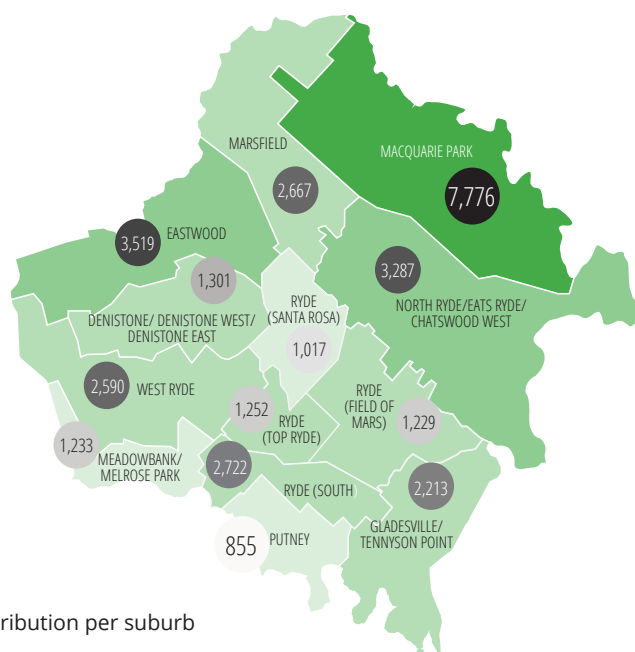 MARSFIELD
2,667
MACQUARIE PARK
7,776
EASTWOOD
3,519
1,301
DENISTONE/ DENISTONE WEST/
DENISTONE EAST
RYDE
(SANTA ROSA)
1,017
3,287
NORTH RYDE/EATS RYDE/
CHATSWOOD WEST
2,590
WEST RYDE
1,252
RYDE
(TOP RYDE)
RYDE
(FIELD OF
MARS)
1,229
1,233
MEADOWBANK/
MELROSE PARK
2,722
RYDE (SOUTH
2,213
GLADESVILLE/
TENNYSON POINT
855
PUTNEY
ribution per suburb